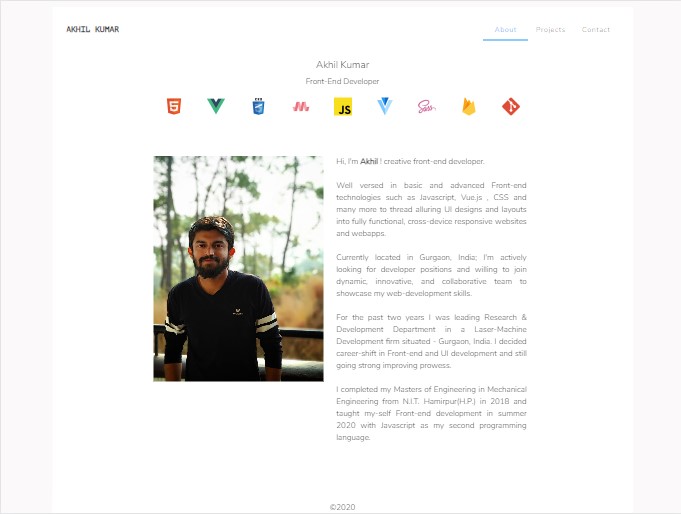 AKHIL KUMAR
About Projects Contact
Akhil Kumar
Front-End Developer
JS
Sass
Hi, I'm Akhil ! creative front-end developer.
Well versed in basic and advanced Front-end
technologies such as Javascript, Vue.js , CSS and
many more to thread alluring UI designs and layouts
into fully functional, cross-device responsive websites
and webapps.
Currently located in Gurgaon, India; I'm actively
looking for developer positions and willing to join
dynamic, innovative, and collaborative team to
showcase my web-development skills.
For the past two years I was leading Research &
Development Department in a Laser-Machine
Development firm situated - Gurgaon, India. I decided
career-shift in Front-end and UI development and still
going strong improving prowess.
I completed my Masters of Engineering in Mechanical
Engineering from N.I.T. Hamirpur(H.P.) in 2018 and
taught my-self Front-end development in summer
2020 with Javascript as my second programming
language.
©2020